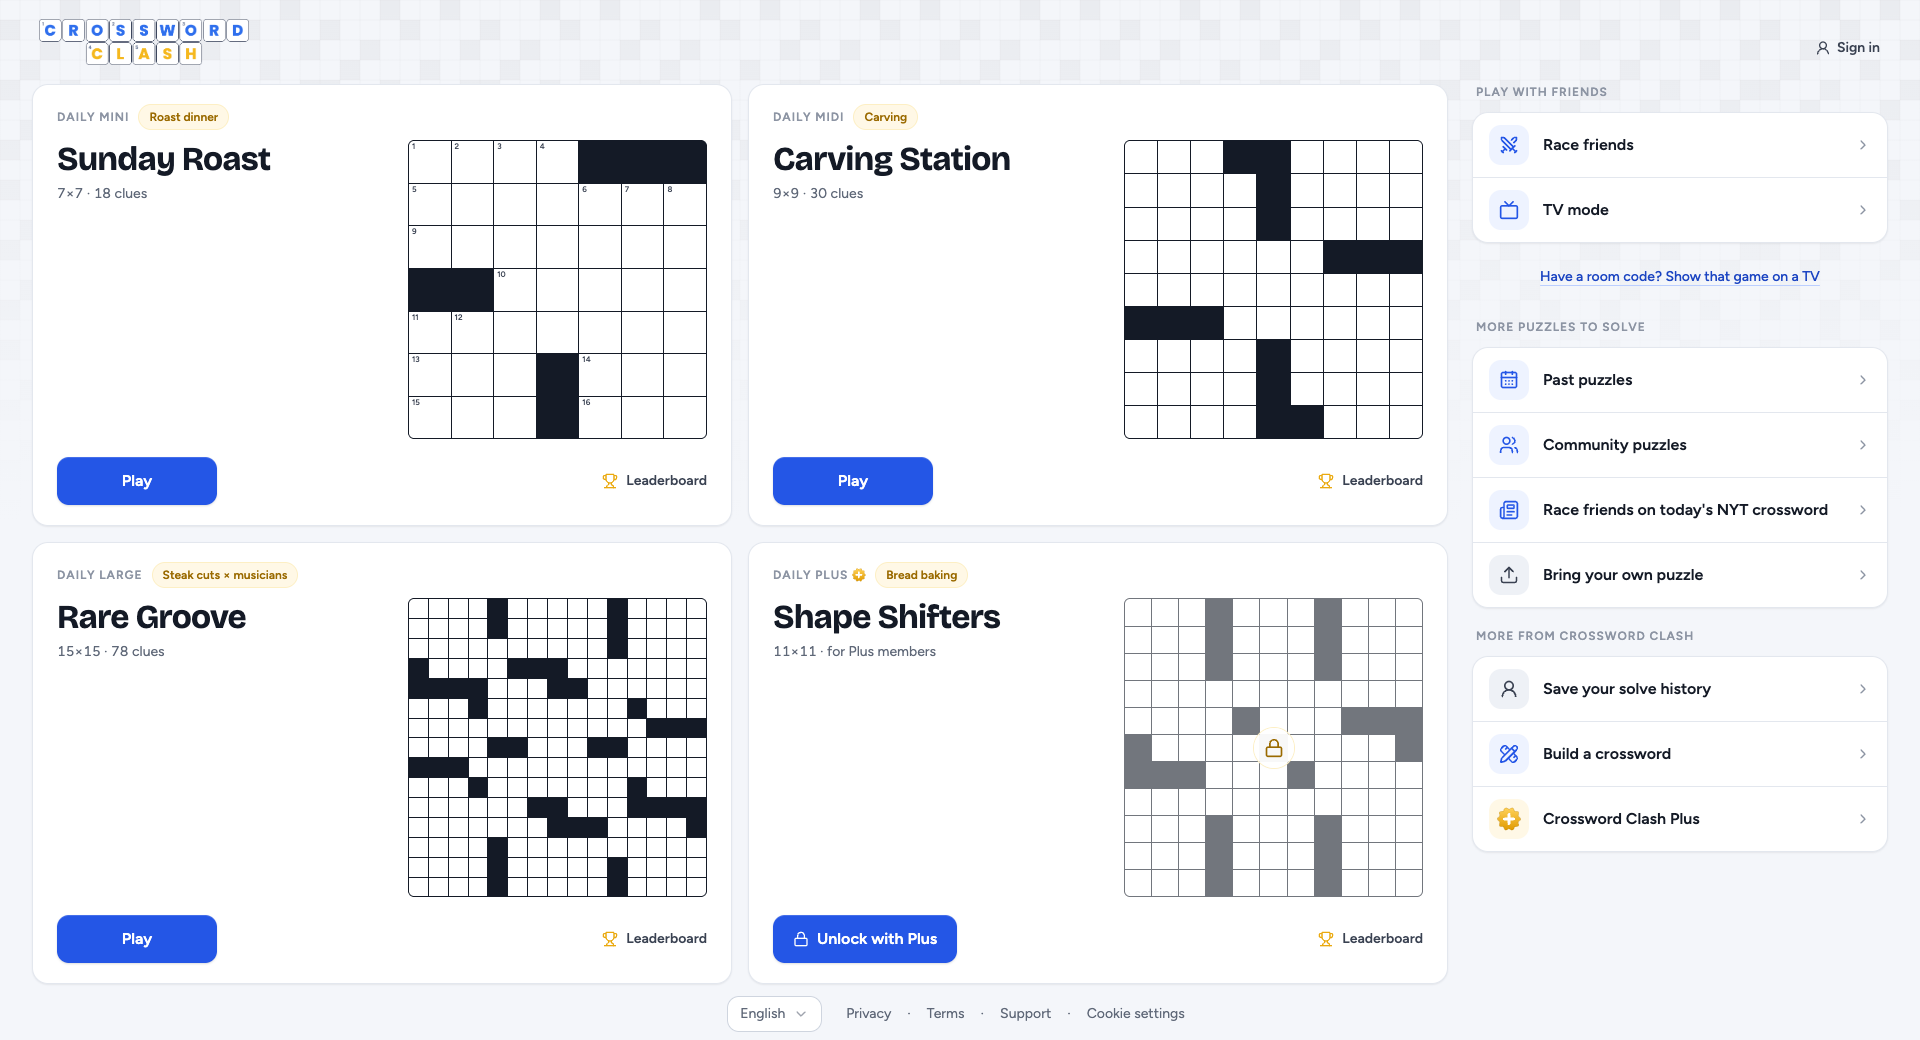 CROSSWORD
CLASH
Sign in
DAILY MINI Roast dinner
Sunday Roast
7×7 · 18 clues
1 2 3 4
5 6 7 8
9
10
11 12
13 14
15 16
Play
Leaderboard
DAILY MIDI Carving
Carving Station
9×9 · 30 clues
Play
Leaderboard
DAILY LARGE Steak cuts × musicians
Rare Groove
15×15 · 78 clues
Play
Leaderboard
DAILY PLUS Bread baking
Shape Shifters
11×11 · for Plus members
Unlock with Plus
Leaderboard
PLAY WITH FRIENDS
Race friends
TV mode
Have a room code? Show that game on a TV
MORE PUZZLES TO SOLVE
Past puzzles
Community puzzles
Race friends on today's NYT crossword
Bring your own puzzle
MORE FROM CROSSWORD CLASH
Save your solve history
Build a crossword
Crossword Clash Plus
English Privacy · Terms · Support · Cookie settings